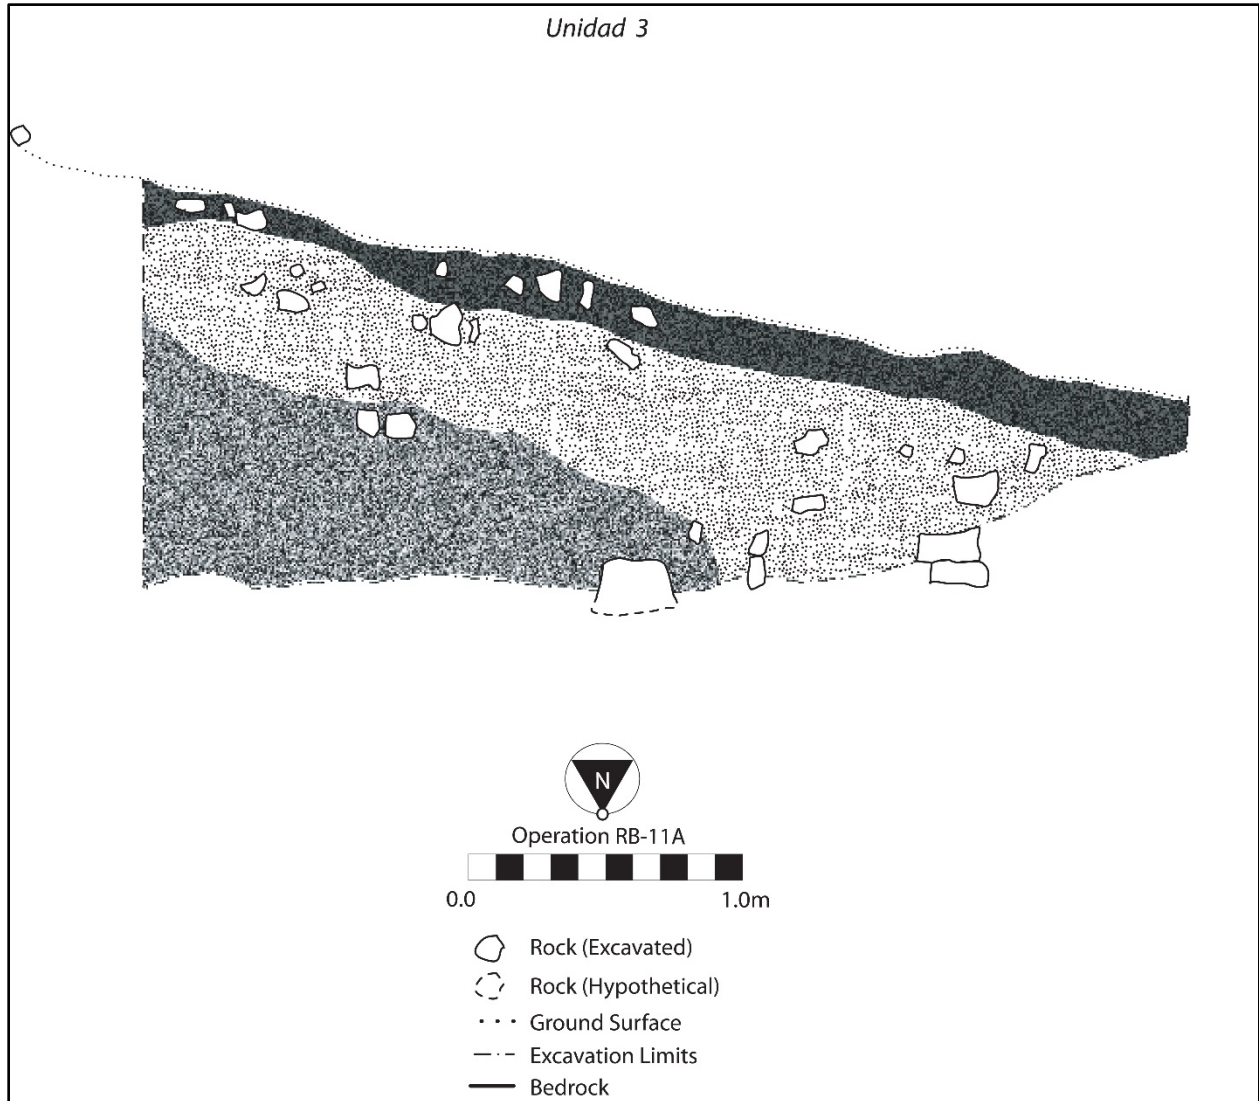 Unidad 3
N
Operation RB-11A
0.0 1.0m
Rock (Excavated)
Rock (Hypothetical)
Ground Surface
Excavation Limits
Bedrock